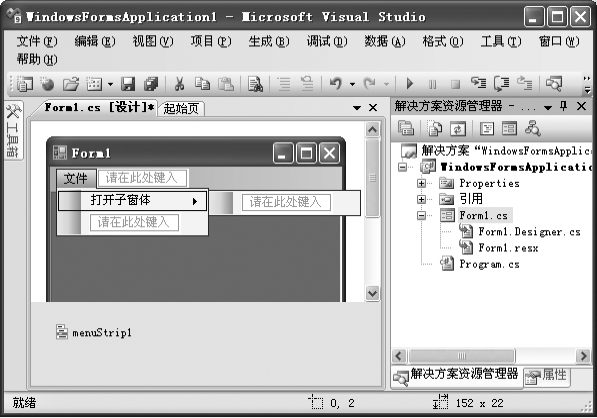 WindowsFormsApplication1 - Microsoft Visual Studio
文件(F) 编辑(E) 视图(V) 项目(P) 生成(B) 调试(D) 数据(A) 格式(O) 工具(T) 窗口(W)
帮助(H)
工具箱
Form1.cs [设计]* 起始页
Form1
文件 请在此处键入
打开子窗体 请在此处键入
请在此处键入
menuStrip1
解决方案资源管理器 - ...
解决方案 “WindowsFormsApplic
WindowsFormsApplicatio
Properties
引用
Form1.cs
Form1.Designer.cs
Form1.resx
Program.cs
解决方案资源管理器 属性
就绪 0, 2 152 x 22